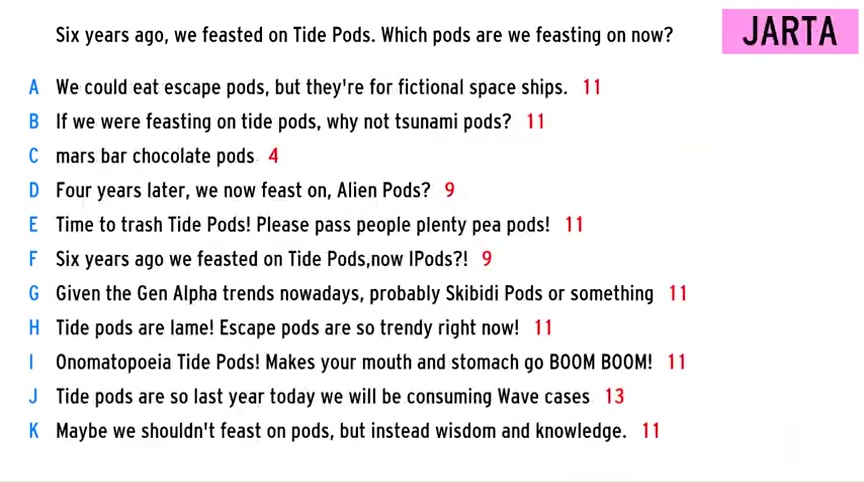 Six years ago, we feasted on Tide Pods. Which pods are we feasting on now?
JARTA
A We could eat escape pods, but they're for fictional space ships. 11
B If we were feasting on tide pods, why not tsunami pods? 11
C mars bar chocolate pods 4
D Four years later, we now feast on, Alien Pods? 9
E Time to trash Tide Pods! Please pass people plenty pea pods! 11
F Six years ago we feasted on Tide Pods,now IPods?! 9
G Given the Gen Alpha trends nowadays, probably Skibidi Pods or something 11
H Tide pods are lame! Escape pods are so trendy right now! 11
I Onomatopoeia Tide Pods! Makes your mouth and stomach go BOOM BOOM! 11
J Tide pods are so last year today we will be consuming Wave cases 13
K Maybe we shouldn't feast on pods, but instead wisdom and knowledge. 11